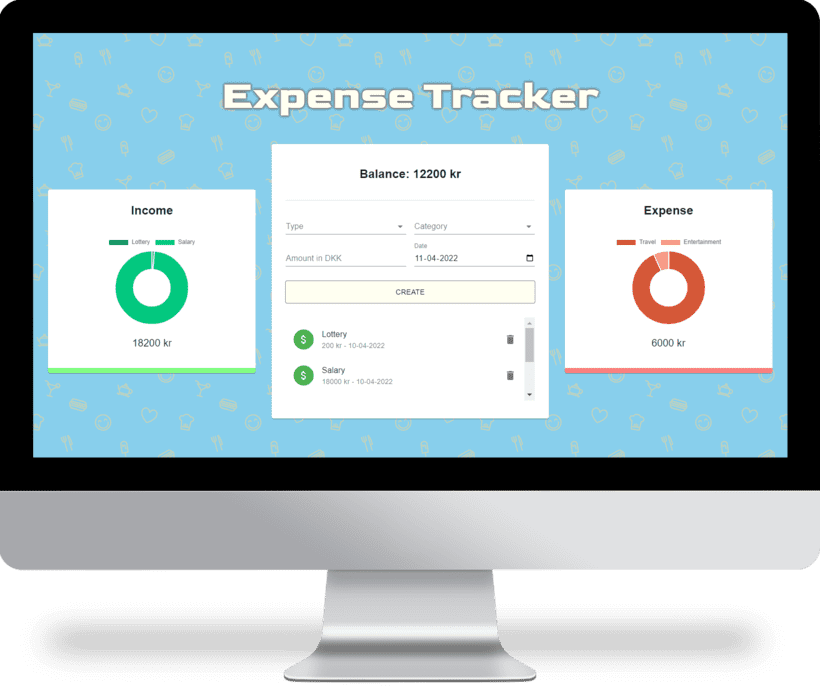 Expense Tracker
Income
Lottery Salary
18200 kr
Balance: 12200 kr
Type Category
Amount in DKK
Date
11-04-2022
CREATE
$
Lottery
200 kr - 10-04-2022
$
Salary
18000 kr - 10-04-2022
Expense
Travel Entertainment
6000 kr